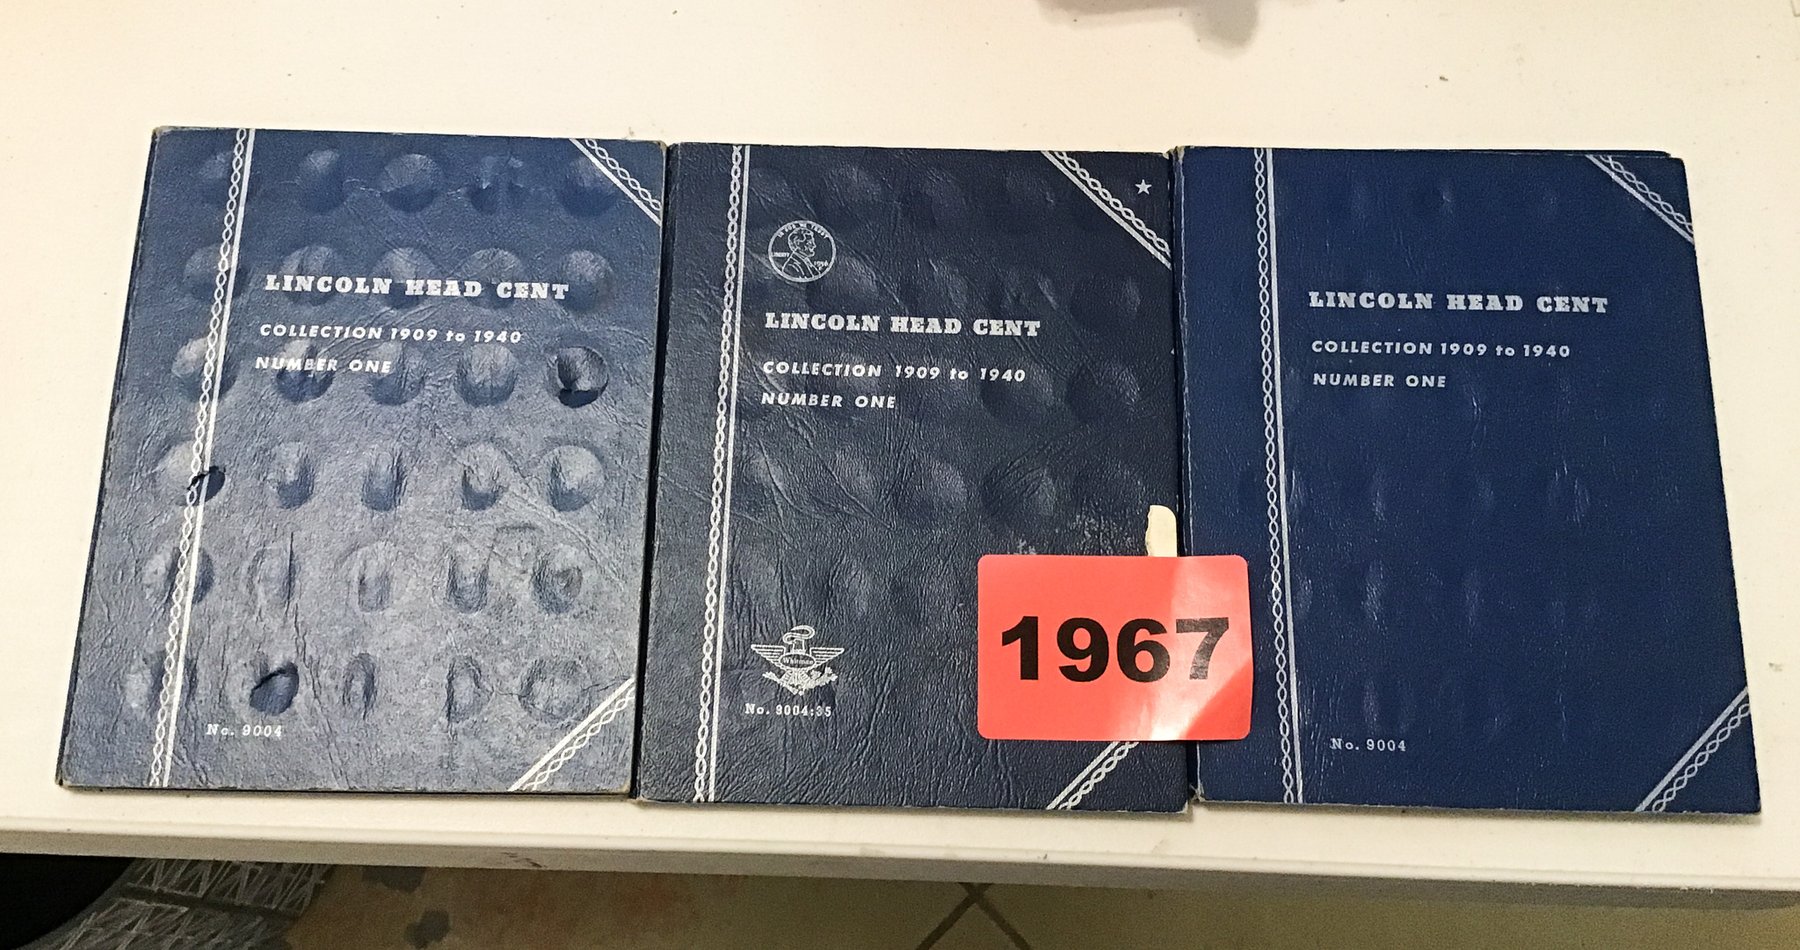 LINCOLN HEAD CENT
COLLECTION 1909 to 1940
NUMBER ONE
No. 9004
LINCOLN HEAD CENT
COLLECTION 1909 to 1940
NUMBER ONE
Whitman
No. 9004:35
1967
LINCOLN HEAD CENT
COLLECTION 1909 to 1940
NUMBER ONE
No. 9004